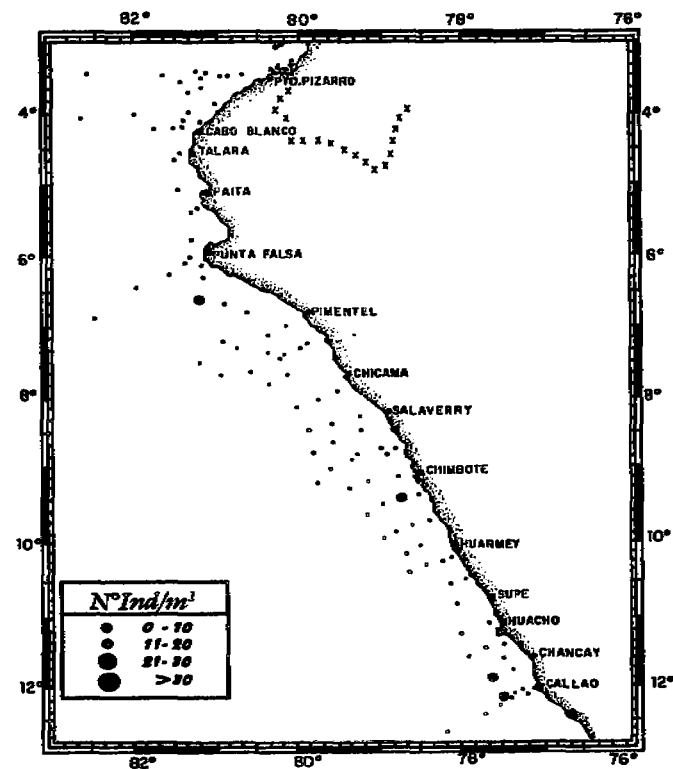 82° 80° 78° 76°
PTO.PIZARRO
4° 4°
CABO BLANCO
TALARA
PAITA
PUNTA FALSA
6° 6°
PIMENTEL
CHICAMA
8° 8°
SALAVERRY
CHIMBOTE
10° HUARMEY 10°
SUPE
HUACHO
CHANCAY
12° CALLAO 12°
N°Ind/m³
0 - 10
11 - 20
21 - 30
>30
82° 80° 78° 76°